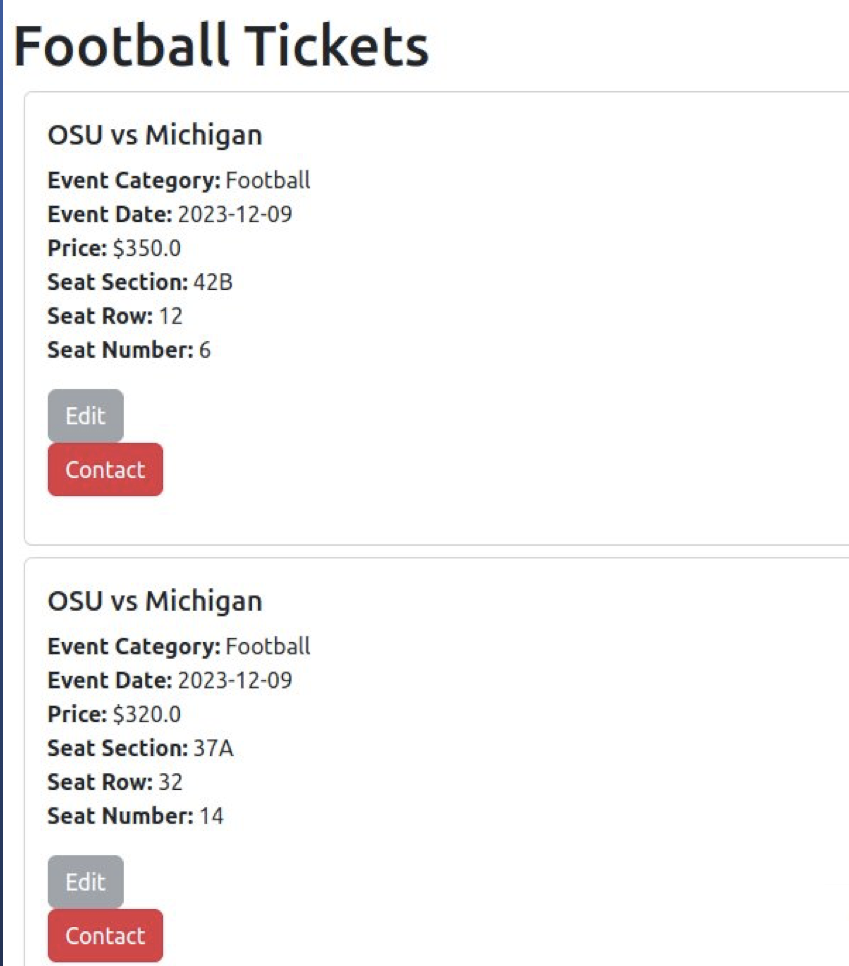 Football Tickets
OSU vs Michigan
Event Category: Football
Event Date: 2023-12-09
Price: $350.0
Seat Section: 42B
Seat Row: 12
Seat Number: 6
Edit
Contact
OSU vs Michigan
Event Category: Football
Event Date: 2023-12-09
Price: $320.0
Seat Section: 37A
Seat Row: 32
Seat Number: 14
Edit
Contact